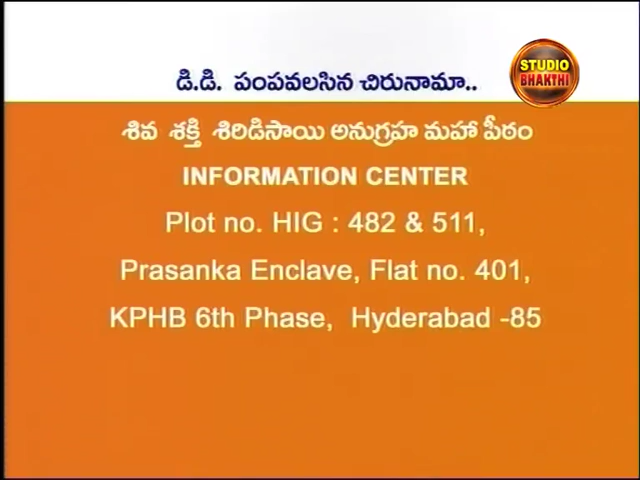 డి.డి. పంపవలసిన చిరునామా..
STUDIO
BHAKTHI
శివ శక్తి శిరిడిసాయి అనుగ్రహ మహా పీఠం
INFORMATION CENTER
Plot no. HIG : 482 & 511,
Prasanka Enclave, Flat no. 401,
KPHB 6th Phase, Hyderabad -85